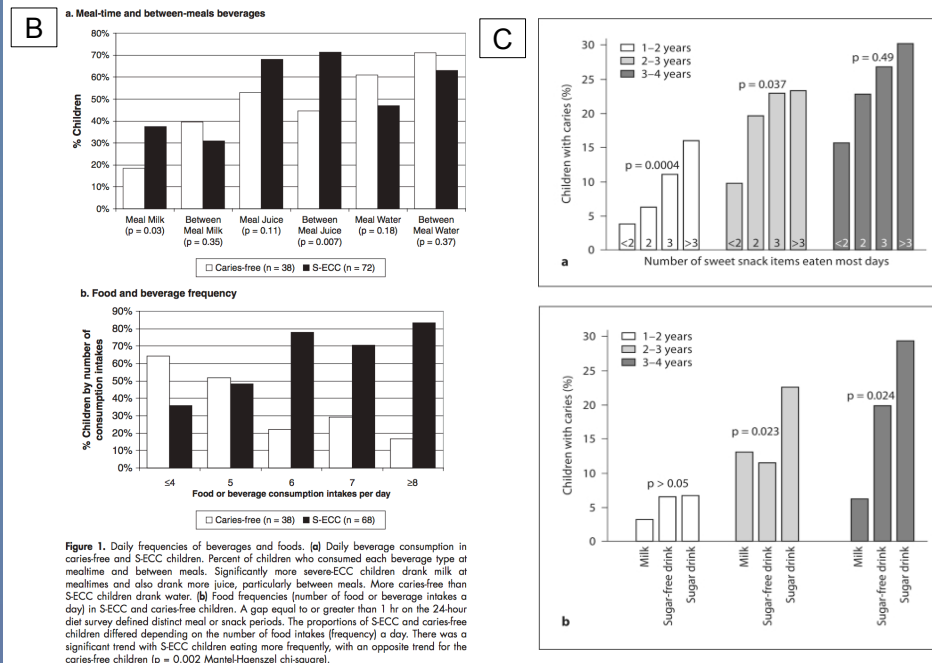 B
a. Meal-time and between-meals beverages
80%
70%
60%
50%
40%
30%
20%
10%
0%
% Children
Meal Milk
(p = 0.03)
Between
Meal Milk
(p = 0.35)
Meal Juice
(p = 0.11)
Between
Meal Juice
(p = 0.007)
Meal Water
(p = 0.18)
Between
Meal Water
(p = 0.37)
Caries-free (n = 38) S-ECC (n = 72)
b. Food and beverage frequency
90%
80%
70%
60%
50%
40%
30%
20%
10%
0%
% Children by number of
consumption intakes
≤4 5 6 7 ≥8
Food or beverage consumption intakes per day
Caries-free (n = 38) S-ECC (n = 68)
Figure 1. Daily frequencies of beverages and foods. (a) Daily beverage consumption in
caries-free and S-ECC children. Percent of children who consumed each beverage type at
mealtime and between meals. Significantly more severe-ECC children drank milk at
mealtimes and also drank more juice, particularly between meals. More caries-free than
S-ECC children drank water. (b) Food frequencies (number of food or beverage intakes a
day) in S-ECC and caries-free children. A gap equal to or greater than 1 hr on the 24-hour
diet survey defined distinct meal or snack periods. The proportions of S-ECC and caries-free
children differed depending on the number of food intakes (frequency) a day. There was a
significant trend with S-ECC children eating more frequently, with an opposite trend for the
caries-free children (p = 0.002 Mantel-Haenszel chi-square).
C
30
25
20
15
10
5
0
Children with caries (%)
1–2 years
2–3 years
3–4 years
p = 0.0004
p = 0.037
p = 0.49
<2 2 3 >3 <2 2 3 >3 <2 2 3 >3
a
Number of sweet snack items eaten most days
30
25
20
15
10
5
0
Children with caries (%)
1–2 years
2–3 years
3–4 years
p > 0.05
p = 0.023
p = 0.024
Milk
Sugar-free drink
Sugar drink
Milk
Sugar-free drink
Sugar drink
Milk
Sugar-free drink
Sugar drink
b